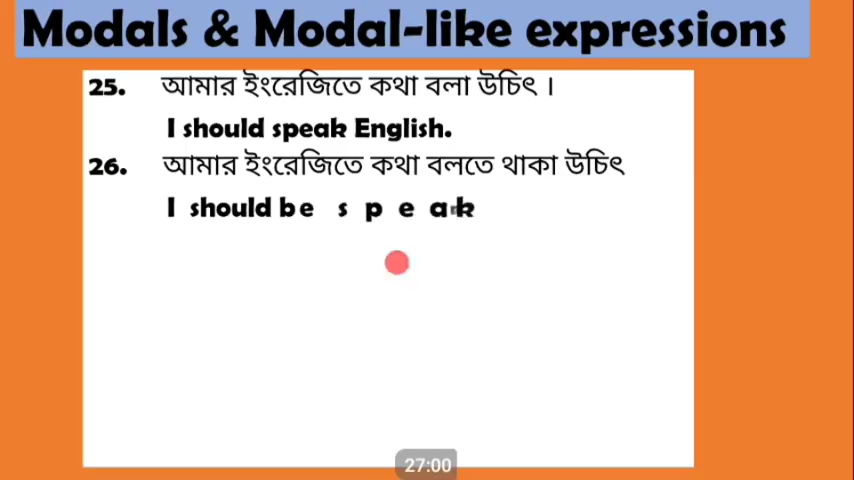 Modals & Modal-like expressions
25. আমার ইংরেজিতে কথা বলা উচিৎ ।
I should speak English.
26. আমার ইংরেজিতে কথা বলতে থাকা উচিৎ
I should be speak
27:00